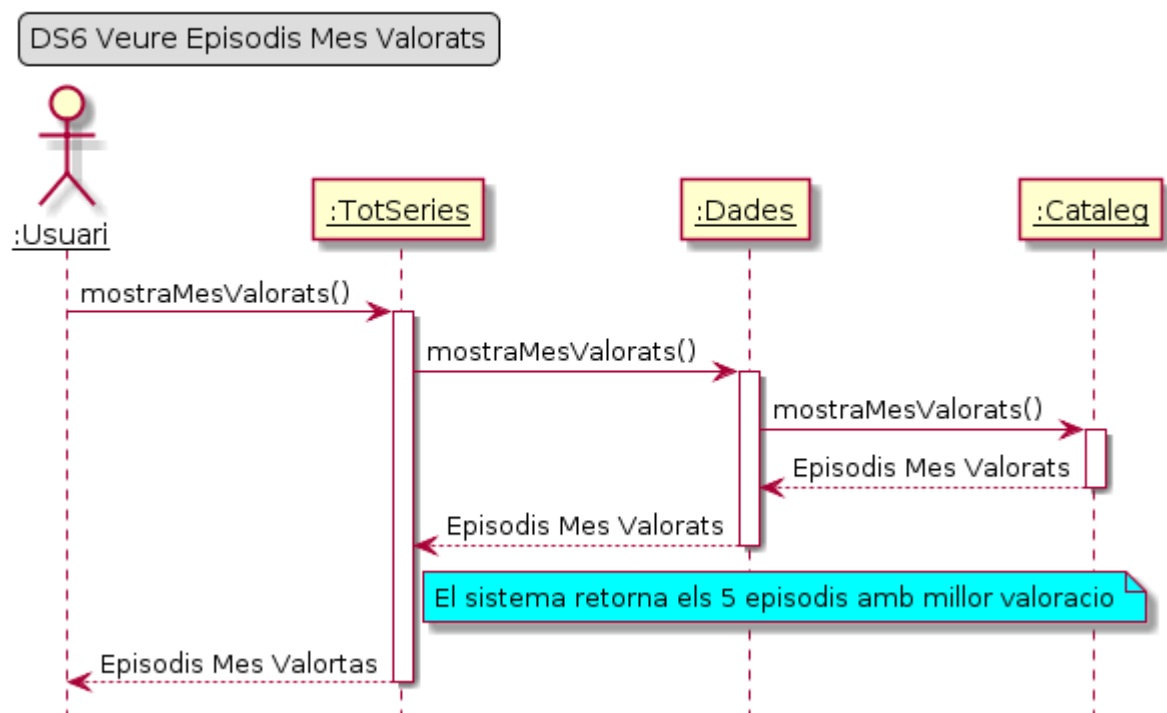 DS6 Veure Episodis Mes Valorats
:Usuari
:TotSeries
:Dades
:Cataleg
mostraMesValorats()
mostraMesValorats()
mostraMesValorats()
Episodis Mes Valorats
Episodis Mes Valorats
El sistema retorna els 5 episodis amb millor valoracio
Episodis Mes Valortas